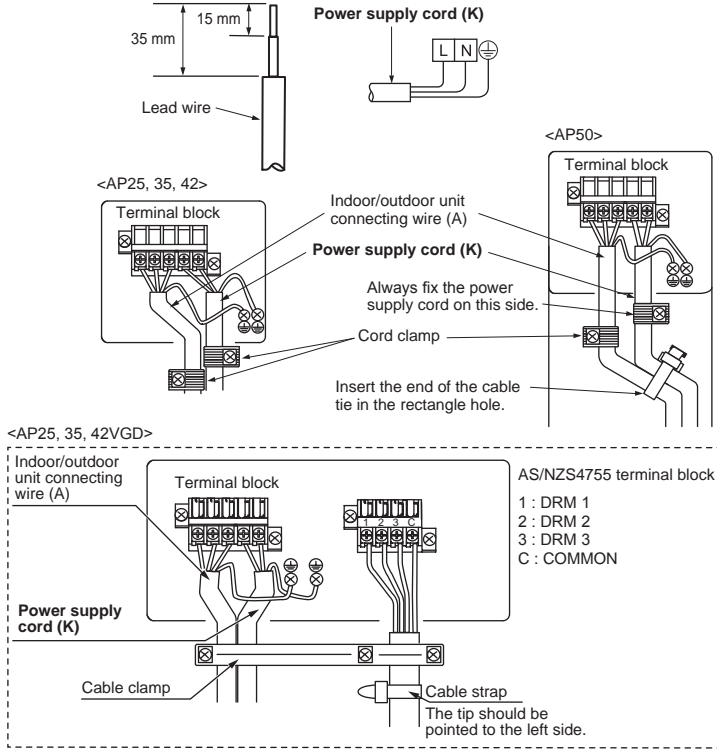 15 mm
35 mm
Lead wire
Power supply cord (K)
L N
<AP25, 35, 42>
Terminal block
Indoor/outdoor unit
connecting wire (A)
Power supply cord (K)
Always fix the power
supply cord on this side.
Cord clamp
Insert the end of the cable
tie in the rectangle hole.
<AP50>
Terminal block
<AP25, 35, 42VGD>
Indoor/outdoor
unit connecting
wire (A)
Terminal block
Power supply
cord (K)
Cable clamp
1 2 3 C
AS/NZS4755 terminal block
1 : DRM 1
2 : DRM 2
3 : DRM 3
C : COMMON
Cable strap
The tip should be
pointed to the left side.